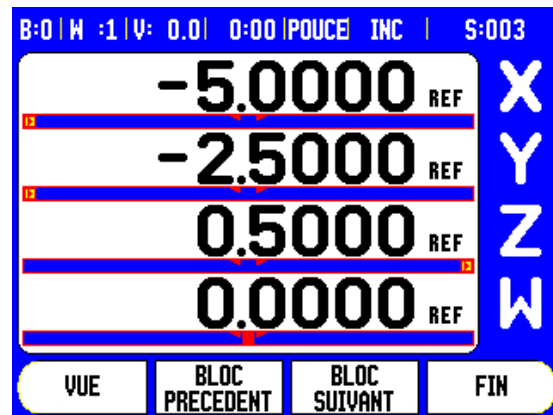 B:0 | W :1 | V: 0.0 | 0:00 | POUCE | INC | S:003
-5.0000 REF X
-2.5000 REF Y
0.5000 REF Z
0.0000 REF W
VUE
BLOC PRECEDENT
BLOC SUIVANT
FIN